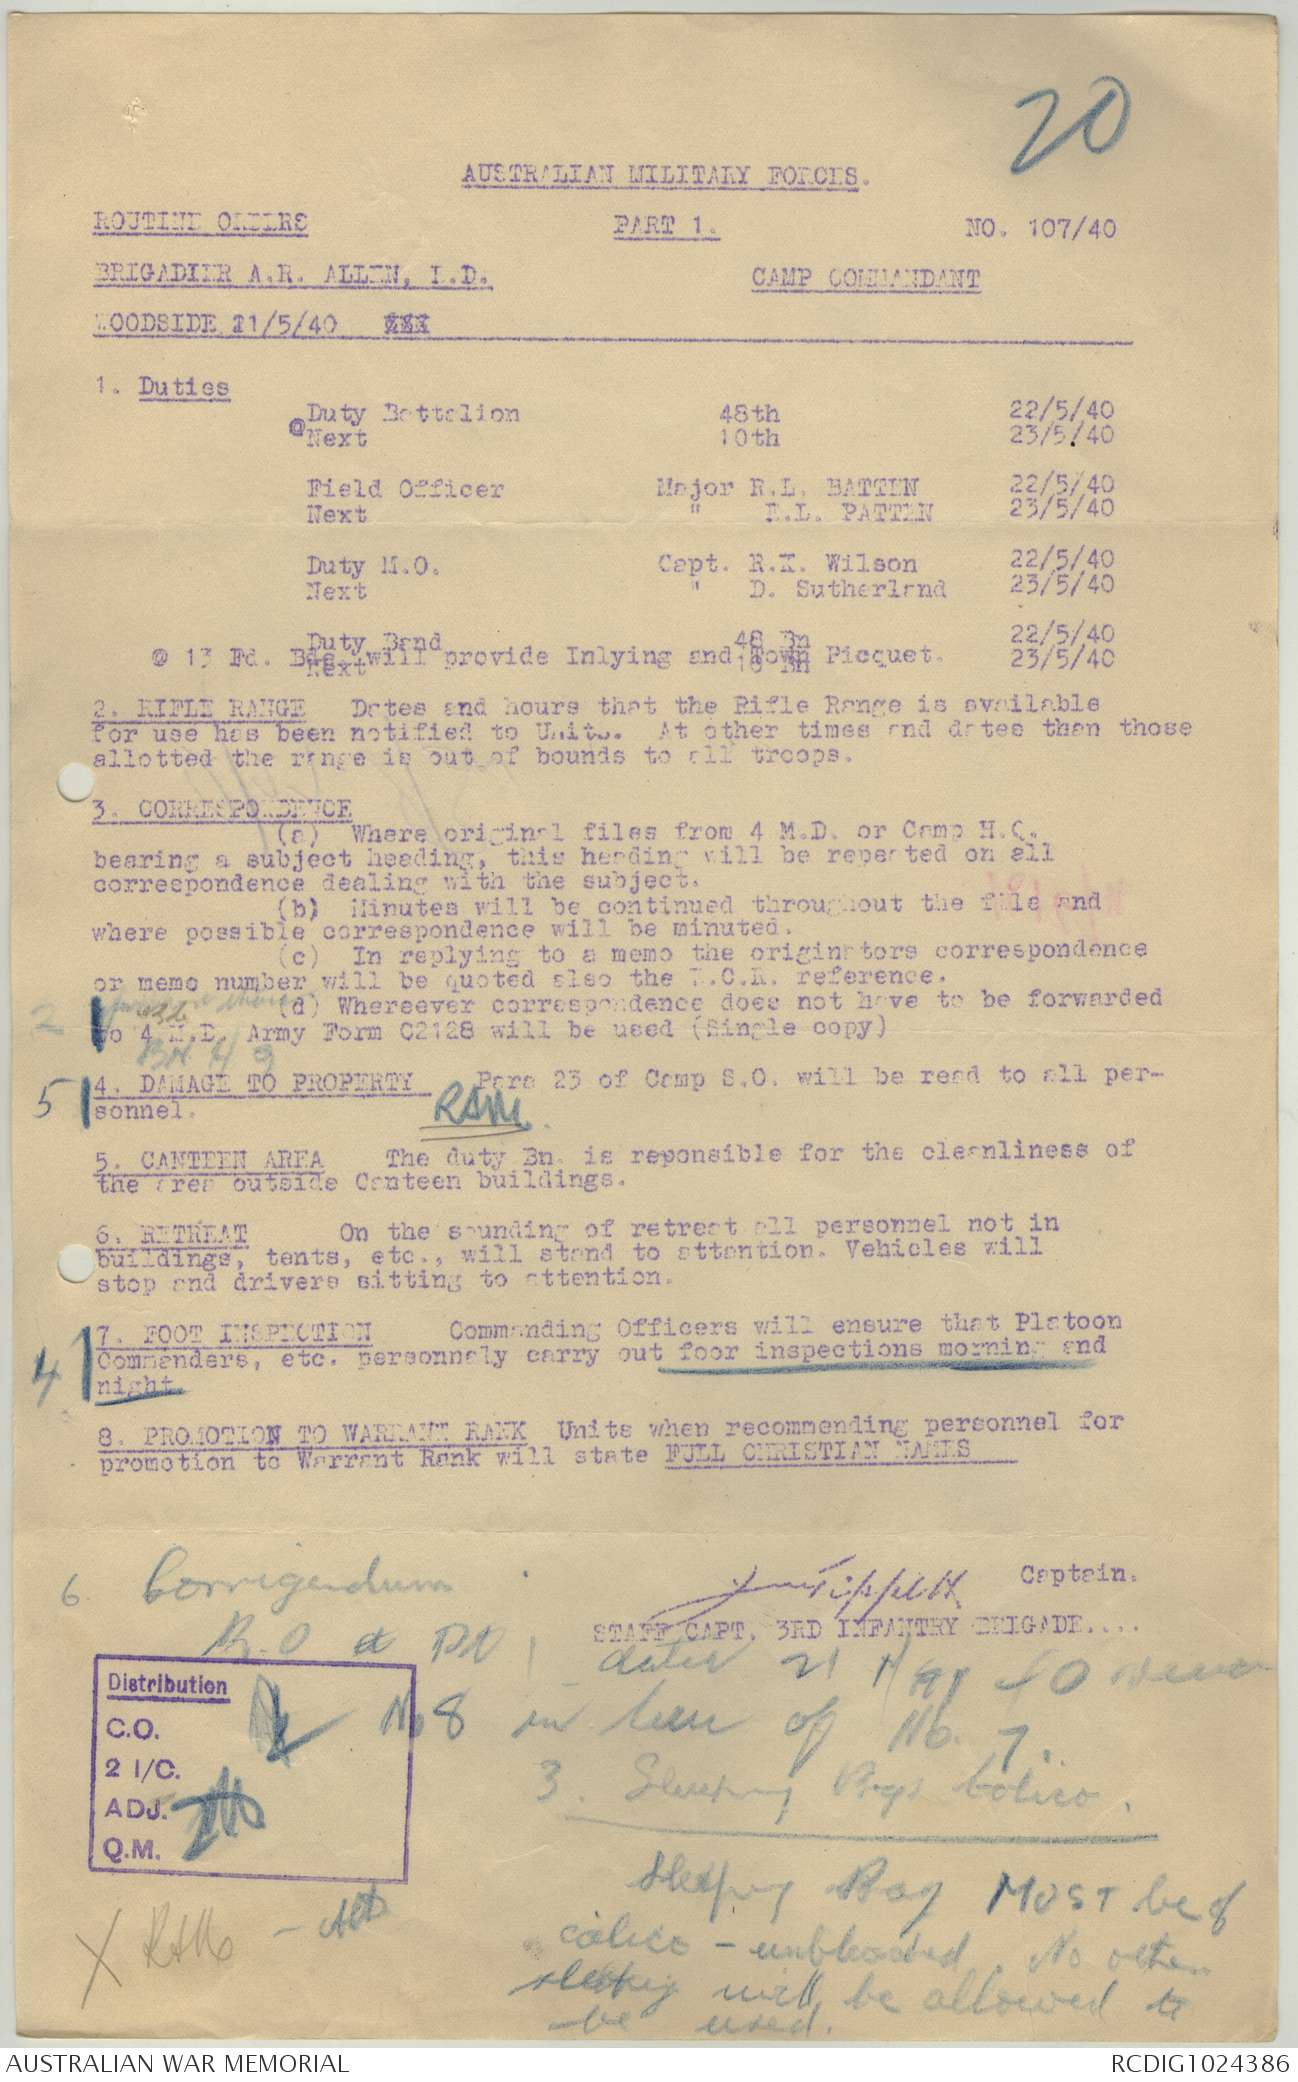 20
AUSTRALIAN MILITARY FORCES.
ROUTINE ORDERS PART 1. NO. 107/40
BRIGADIER A.R. ALLEN, E.D. CAMP COMMANDANT
WOODSIDE 21/5/40
1. Duties
Duty Battalion 48th 22/5/40
@ Next 10th 23/5/40
Field Officer Major R.L. BATTEN 22/5/40
Next " E.L. PATTEN 23/5/40
Duty M.O. Capt. R.K. Wilson 22/5/40
Next " D. Sutherland 23/5/40
Duty Band 48 Bn 22/5/40
Next 10 Bn 23/5/40
@ 13 Fd. Bde. will provide Inlying and Town Picquet.
2. RIFLE RANGE Dates and hours that the Rifle Range is available
for use has been notified to Units. At other times and dates than those
allotted the range is out of bounds to all troops.
3. CORRESPONDENCE
(a) Where original files from 4 M.D. or Camp H.Q.
bearing a subject heading, this heading will be repeated on all
correspondence dealing with the subject.
(b) Minutes will be continued throughout the file and
where possible correspondence will be minuted.
(c) In replying to a memo the originators correspondence
or memo number will be quoted also the D.C.R. reference.
2 (d) Whereever correspondence does not have to be forwarded
to 4 M.D. Army Form C2128 will be used (Single copy)
5 4. DAMAGE TO PROPERTY Para 23 of Camp S.O. will be read to all per-
sonnel. RAM.
5. CANTEEN AREA The duty Bn. is reponsible for the cleanliness of
the area outside Canteen buildings.
6. RETREAT On the sounding of retreat all personnel not in
buildings, tents, etc., will stand to attention. Vehicles will
stop and drivers sitting to attention.
7. FOOT INSPECTION Commanding Officers will ensure that Platoon
4 Commanders, etc. personnaly carry out foor inspections morning and
night.
8. PROMOTION TO WARRANT RANK Units when recommending personnel for
promotion to Warrant Rank will state FULL CHRISTIAN NAMES
Captain.
STAFF CAPT, 3RD INFANTRY BRIGADE....
6. Corrigendum
R.O dated 21
No 8 in lieu of No. 7.
3. Sleeping Bags Calico.
Distribution
C.O.
2 I/C.
ADJ.
Q.M.
Sleeping Bag MUST be of
calico - unbleached. No other
sleeping will be allowed to
be used.
X RAM
AUSTRALIAN WAR MEMORIAL RCDIG1024386